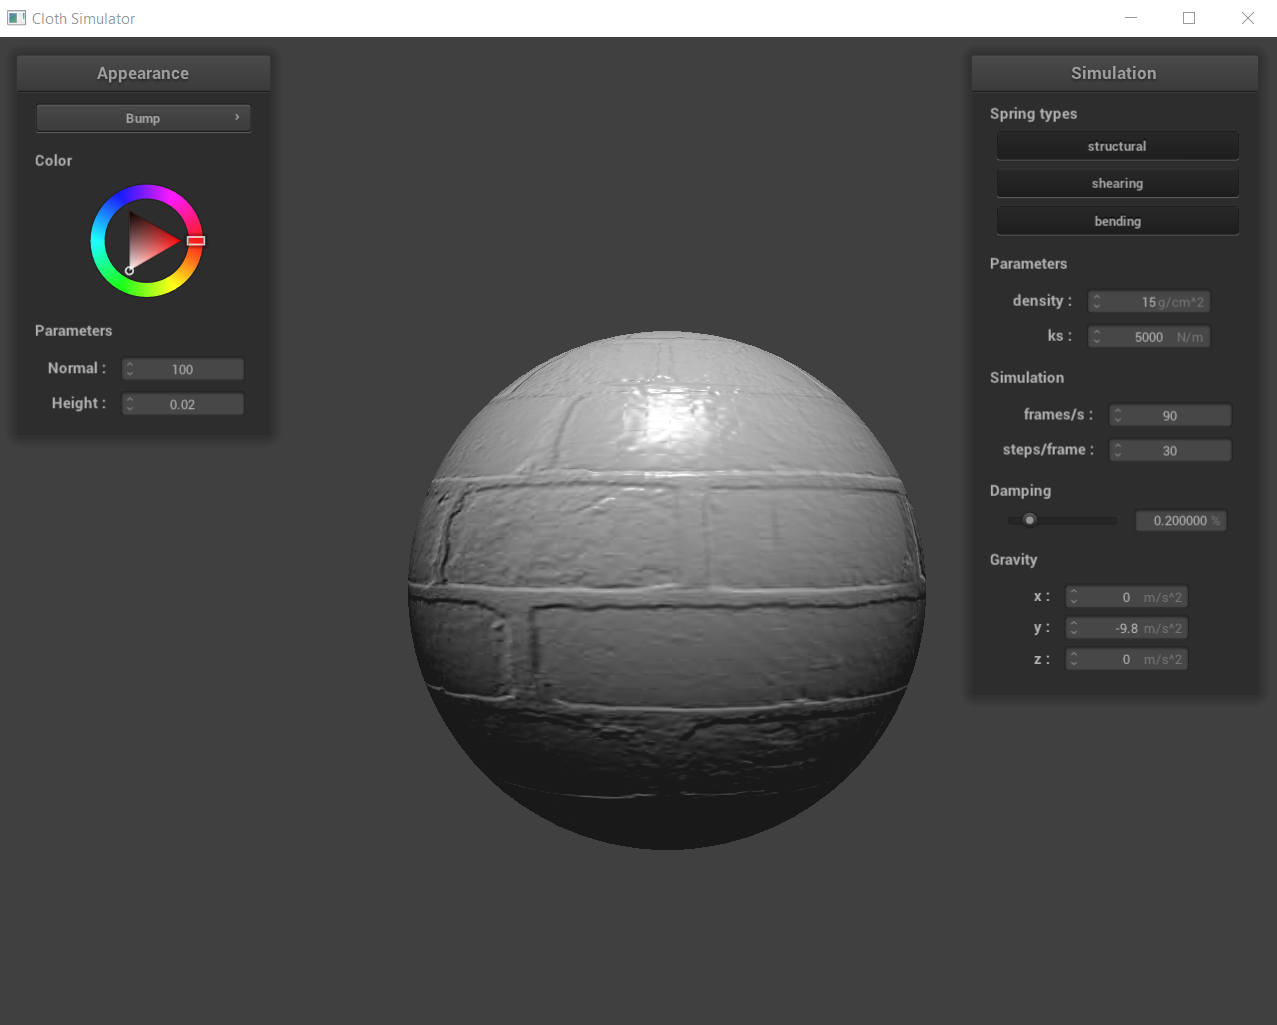 Cloth Simulator
Appearance
Bump
Color
Parameters
Normal : 100
Height : 0.02
Simulation
Spring types
structural
shearing
bending
Parameters
density : 15 g/cm^2
ks : 5000 N/m
Simulation
frames/s : 90
steps/frame : 30
Damping
0.200000 %
Gravity
x : 0 m/s^2
y : -9.8 m/s^2
z : 0 m/s^2